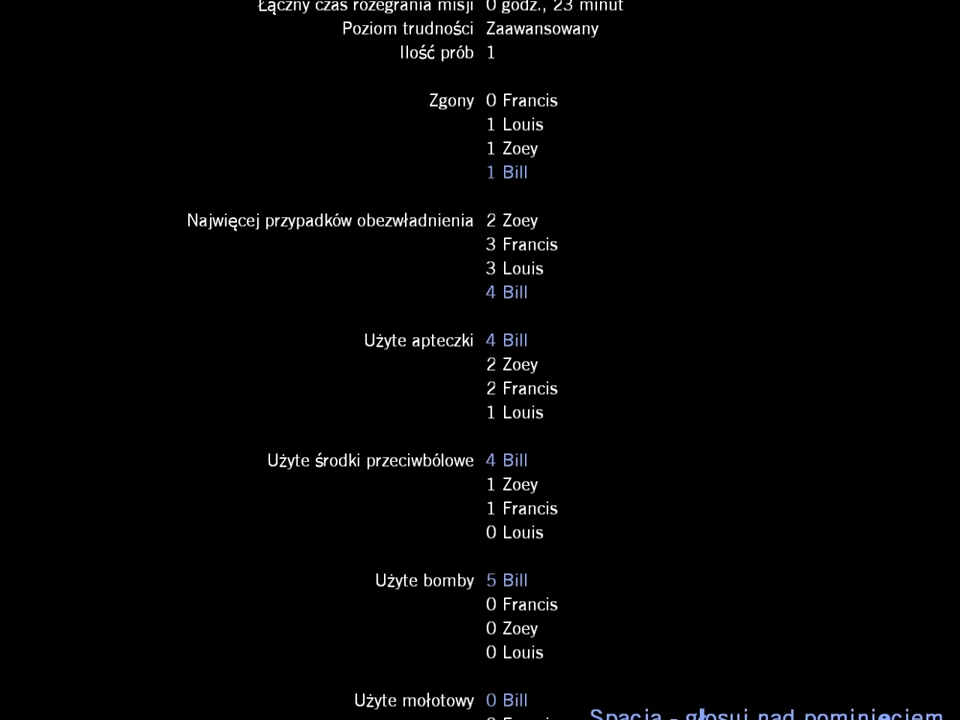 Łączny czas rozegrania misji 0 godz., 23 minut
Poziom trudności Zaawansowany
Ilość prób 1
Zgony 0 Francis
1 Louis
1 Zoey
1 Bill
Najwięcej przypadków obezwładnienia 2 Zoey
3 Francis
3 Louis
4 Bill
Użyte apteczki 4 Bill
2 Zoey
2 Francis
1 Louis
Użyte środki przeciwbólowe 4 Bill
1 Zoey
1 Francis
0 Louis
Użyte bomby 5 Bill
0 Francis
0 Zoey
0 Louis
Użyte mołotowy 0 Bill
Spacja - głosuj nad pominięciem